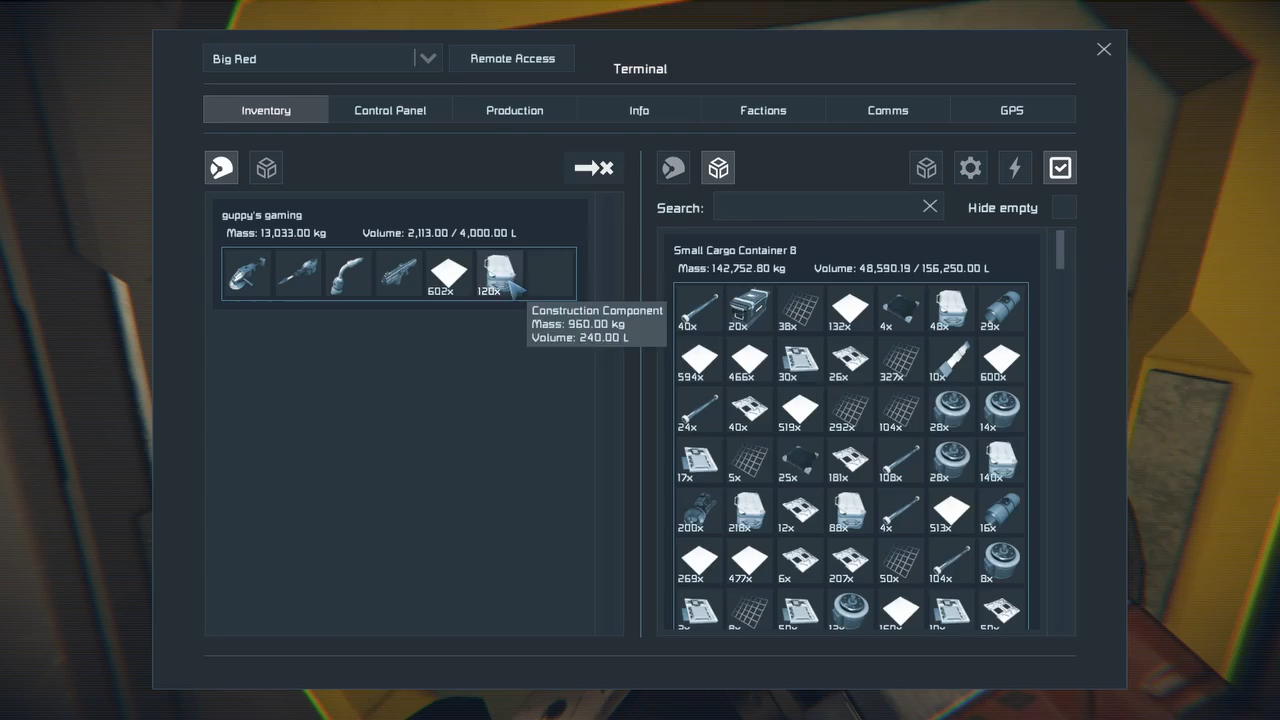 Big Red
Remote Access
Terminal
Inventory
Control Panel
Production
Info
Factions
Comms
GPS
Search:
Hide empty
guppy's gaming
Mass: 13,033.00 kg Volume: 2,113.00 / 4,000.00 L
602x 120x
Construction Component
Mass: 960.00 kg
Volume: 240.00 L
Small Cargo Container 8
Mass: 142,752.80 kg Volume: 48,590.19 / 156,250.00 L
40x 20x 38x 132x 4x 48x 29x
594x 466x 30x 26x 327x 10x 600x
24x 40x 519x 292x 104x 28x 14x
17x 5x 25x 181x 108x 28x 140x
200x 218x 12x 88x 4x 513x 16x
269x 477x 6x 207x 50x 104x 8x